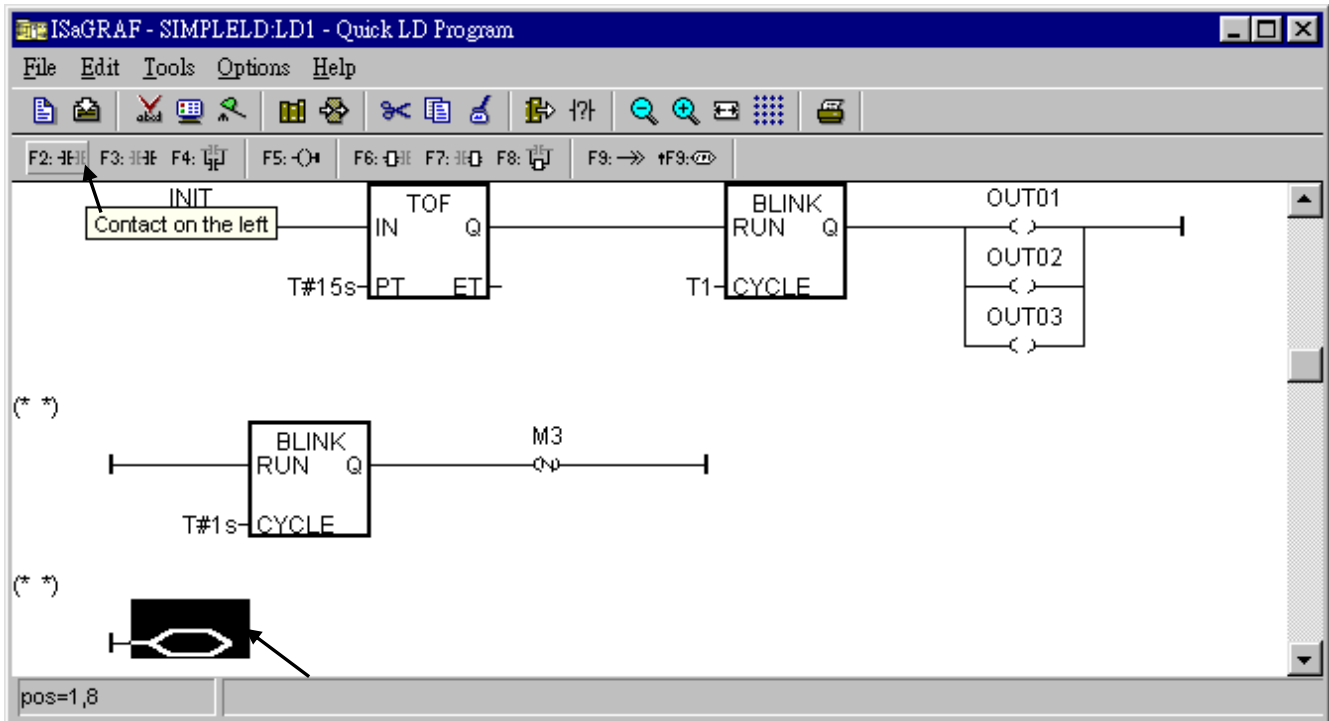 ISaGRAF - SIMPLELD:LD1 - Quick LD Program
File Edit Tools Options Help
F2: F3: F4: F5: F6: F7: F8: F9: F9:
INIT
Contact on the left
TOF
IN Q
T#15s PT ET
BLINK
RUN Q
T1 CYCLE
OUT01
OUT02
OUT03
(* *)
BLINK
RUN Q
T#1s CYCLE
M3
(N)
(* *)
pos=1,8